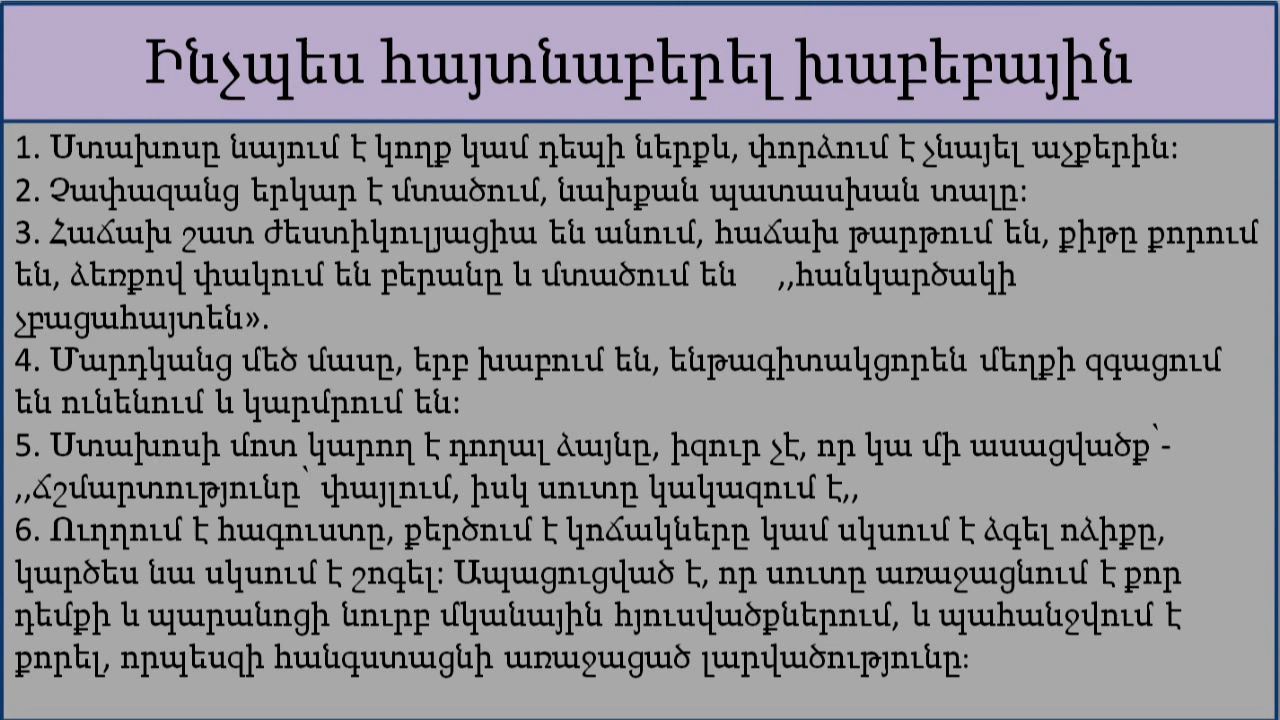 Ինչպես հայտնաբերել խաբեբային
1. Ստախոսը նայում է կողք կամ դեպի ներքև, փորձում է չնայել աչքերին։
2. Չափազանց երկար է մտածում, նախքան պատասխան տալը։
3. Հաճախ շատ ժեստիկուլյացիա են անում, հաճախ թարթում են, քիթը քորում
են, ձեռքով փակում են բերանը և մտածում են ,,հանկարծակի
չբացահայտեն».
4. Մարդկանց մեծ մասը, երբ խաբում են, ենթագիտակցորեն մեղքի զգացում
են ունենում և կարմրում են։
5. Ստախոսի մոտ կարող է դողալ ձայնը, իզուր չէ, որ կա մի ասացվածք՝-
,,ճշմարտությունը՝ փայլում, իսկ սուտը կակազում է,,
6. Ուղղում է հագուստը, քերծում է կոճակները կամ սկսում է ձգել օձիքը,
կարծես նա սկսում է շոգել։ Ապացուցված է, որ սուտը առաջացնում է քոր
դեմքի և պարանոցի նուրբ մկանային հյուսվածքներում, և պահանջվում է
քորել, որպեսզի հանգստացնի առաջացած լարվածությունը։